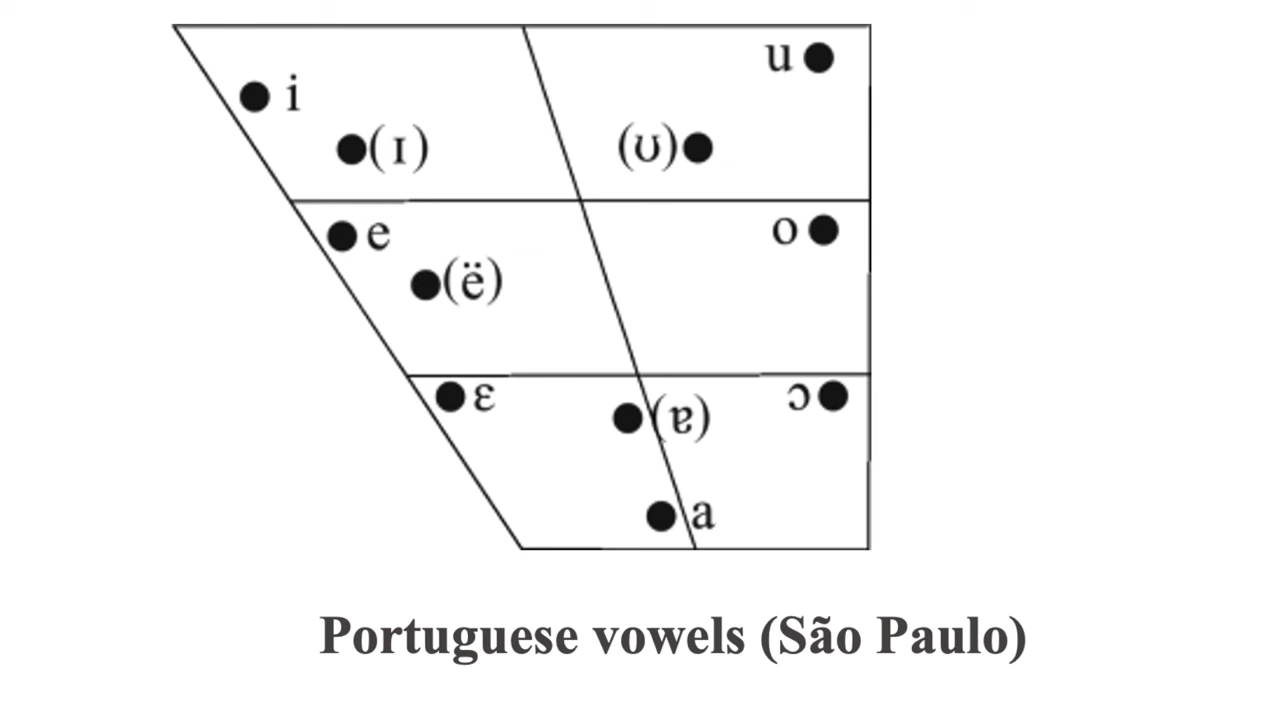 u
i
(ɪ)
(ʊ)
e
o
(ë)
ɛ
(ɐ)
ɔ
a
Portuguese vowels (São Paulo)